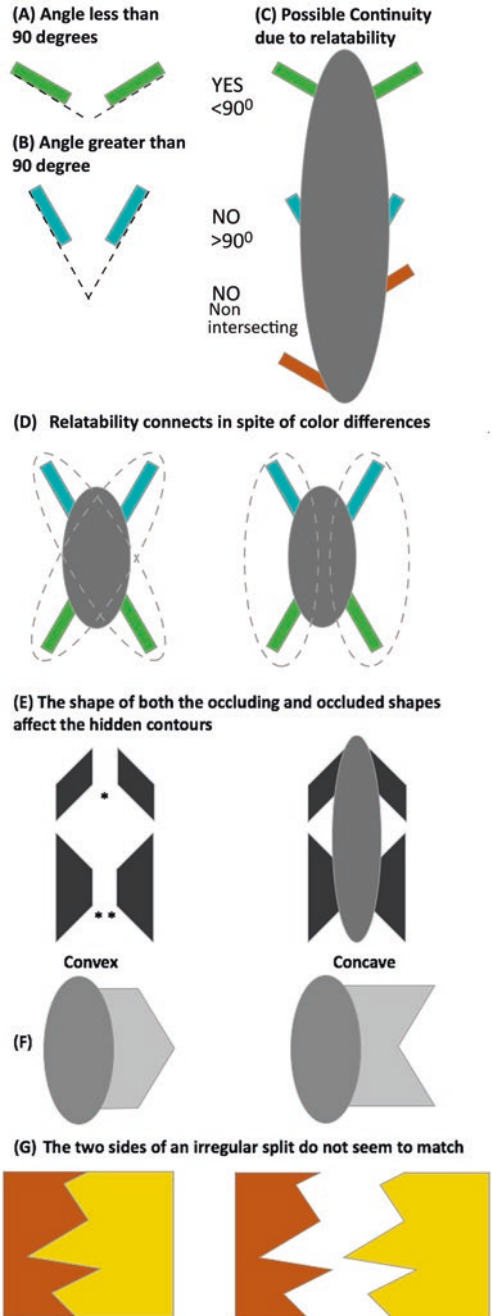 (A) Angle less than
90 degrees
(C) Possible Continuity
due to relatability
YES
<90⁰
(B) Angle greater than
90 degree
NO
>90⁰
NO
Non
intersecting
(D) Relatability connects in spite of color differences
(E) The shape of both the occluding and occluded shapes
affect the hidden contours
*
**
Convex
Concave
(F)
(G) The two sides of an irregular split do not seem to match